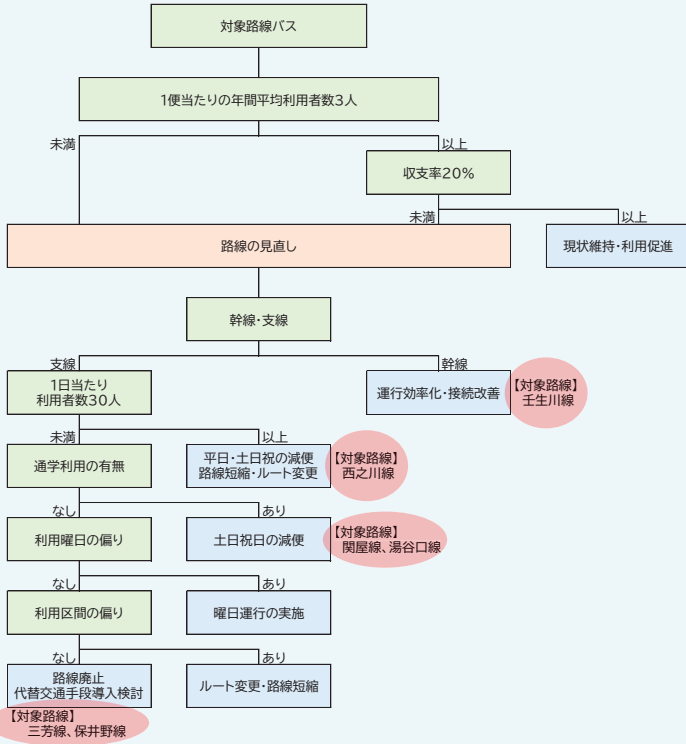 対象路線バス
1便当たりの年間平均利用者数3人
未満
以上
収支率20%
未満
以上
路線の見直し
現状維持・利用促進
幹線・支線
支線
幹線
1日当たり
利用者数30人
運行効率化・接続改善
【対象路線】
壬生川線
未満
以上
通学利用の有無
平日・土日祝の減便
路線短縮・ルート変更
【対象路線】
西之川線
なし
あり
利用曜日の偏り
土日祝日の減便
【対象路線】
関屋線、湯谷口線
なし
あり
利用区間の偏り
曜日運行の実施
なし
あり
路線廃止
代替交通手段導入検討
ルート変更・路線短縮
【対象路線】
三芳線、保井野線